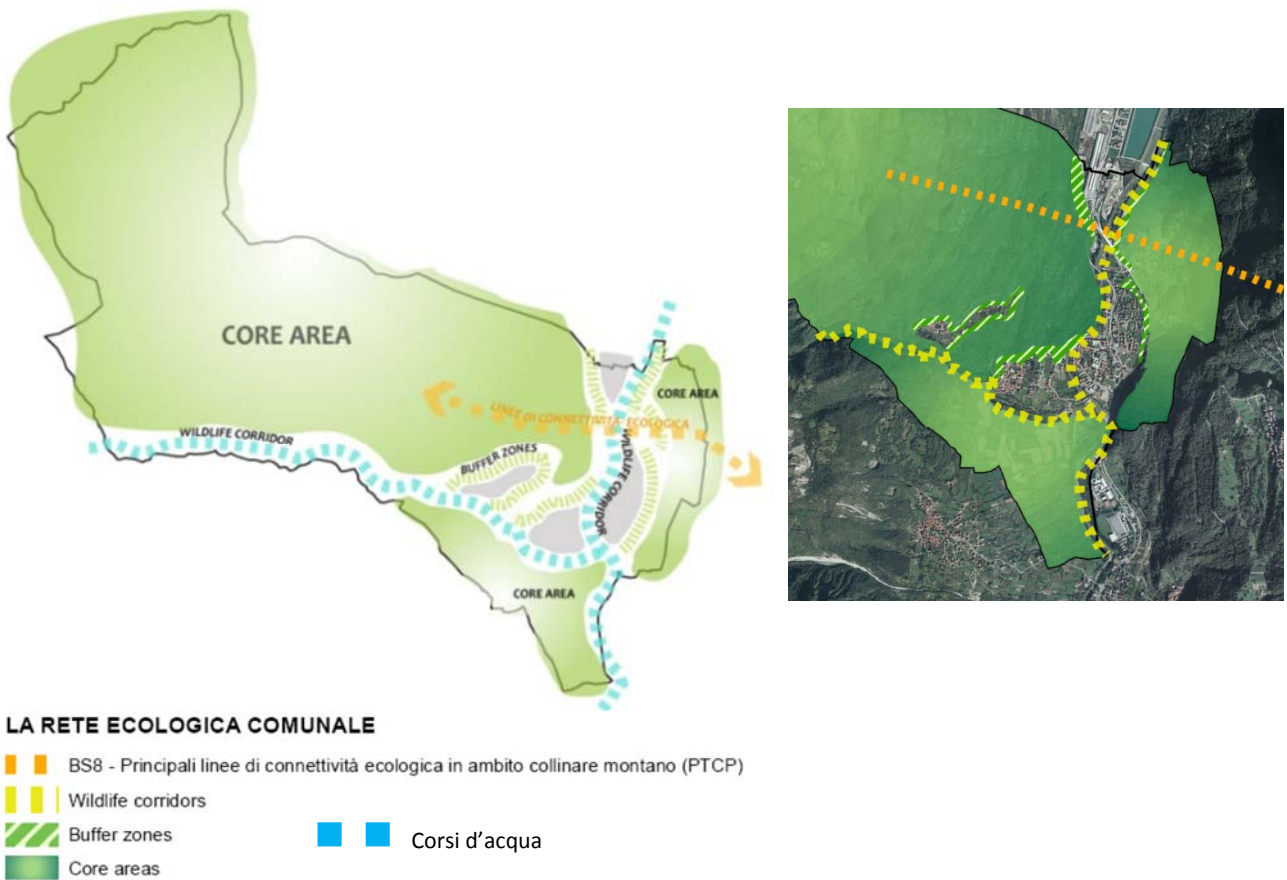 CORE AREA
CORE AREA
LINEE DI CONNETTIVITÀ ECOLOGICA
WILDLIFE CORRIDOR
BUFFER ZONES
WILDLIFE CORRIDOR
CORE AREA
LA RETE ECOLOGICA COMUNALE
BS8 - Principali linee di connettività ecologica in ambito collinare montano (PTCP)
Wildlife corridors
Buffer zones
Corsi d'acqua
Core areas